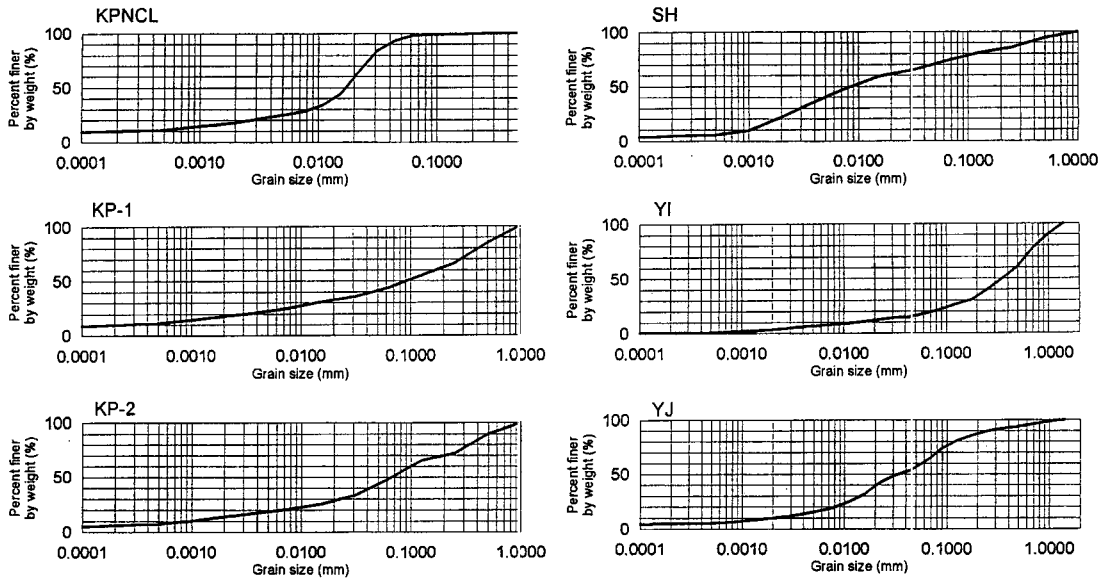 KPNCL
Percent finer
by weight (%)
100
50
0
0.0001 0.0010 0.0100 0.1000
Grain size (mm)
SH
Percent finer
by weight (%)
100
50
0
0.0001 0.0010 0.0100 0.1000 1.0000
Grain size (mm)
KP-1
Percent finer
by weight (%)
100
50
0
0.0001 0.0010 0.0100 0.1000 1.0000
Grain size (mm)
YI
Percent finer
by weight (%)
100
50
0
0.0001 0.0010 0.0100 0.1000 1.0000
Grain size (mm)
KP-2
Percent finer
by weight (%)
100
50
0
0.0001 0.0010 0.0100 0.1000 1.0000
Grain size (mm)
YJ
Percent finer
by weight (%)
100
50
0
0.0001 0.0010 0.0100 0.1000 1.0000
Grain size (mm)